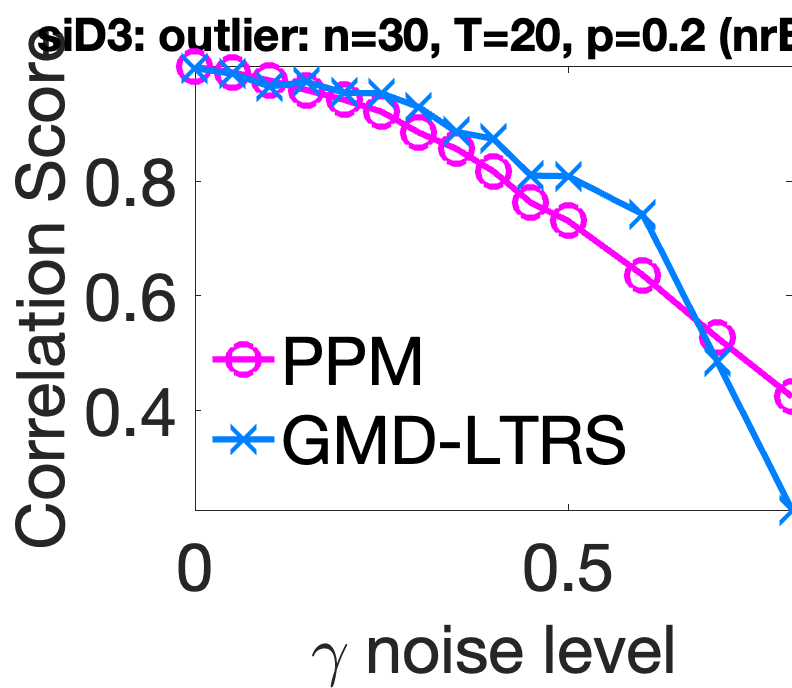 siD3: outlier: n=30, T=20, p=0.2 (nrE
Correlation Score
0.8
0.6
0.4
PPM
GMD-LTRS
0 0.5
γ noise level